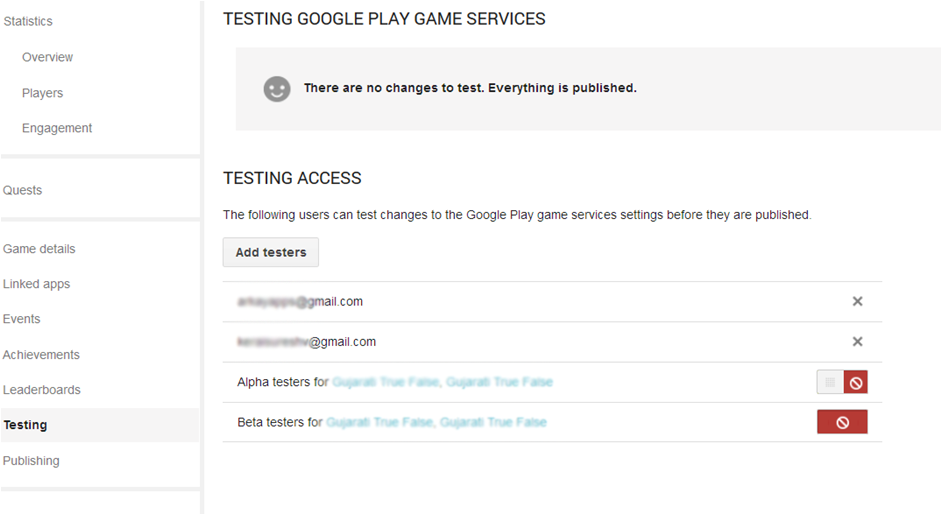 Statistics
Overview
Players
Engagement
Quests
Game details
Linked apps
Events
Achievements
Leaderboards
Testing
Publishing
TESTING GOOGLE PLAY GAME SERVICES
There are no changes to test. Everything is published.
TESTING ACCESS
The following users can test changes to the Google Play game services settings before they are published.
Add testers
@gmail.com
@gmail.com
Alpha testers for Gujarati True False, Gujarati True False
Beta testers for Gujarati True False, Gujarati True False